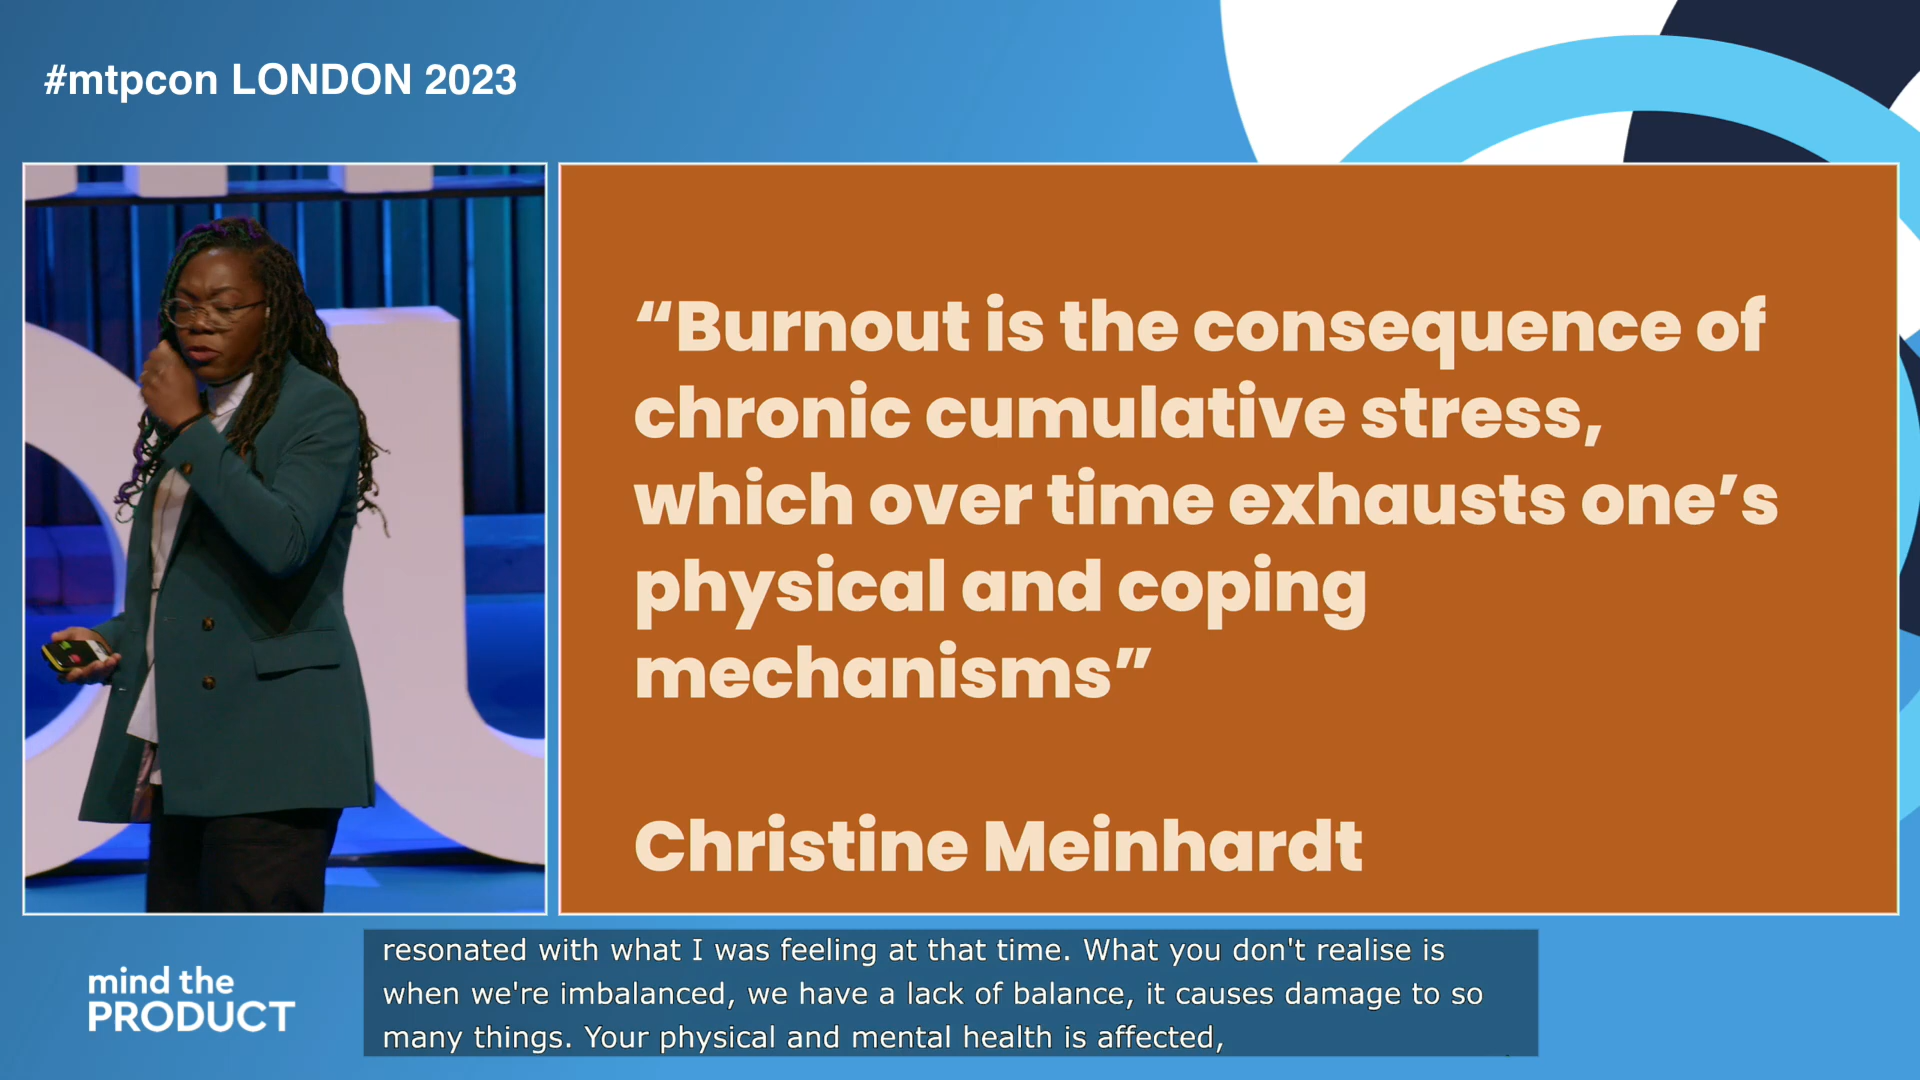 #mtpcon LONDON 2023
“Burnout is the consequence of
chronic cumulative stress,
which over time exhausts one’s
physical and coping
mechanisms”
Christine Meinhardt
mind the
PRODUCT
resonated with what I was feeling at that time. What you don't realise is
when we're imbalanced, we have a lack of balance, it causes damage to so
many things. Your physical and mental health is affected,